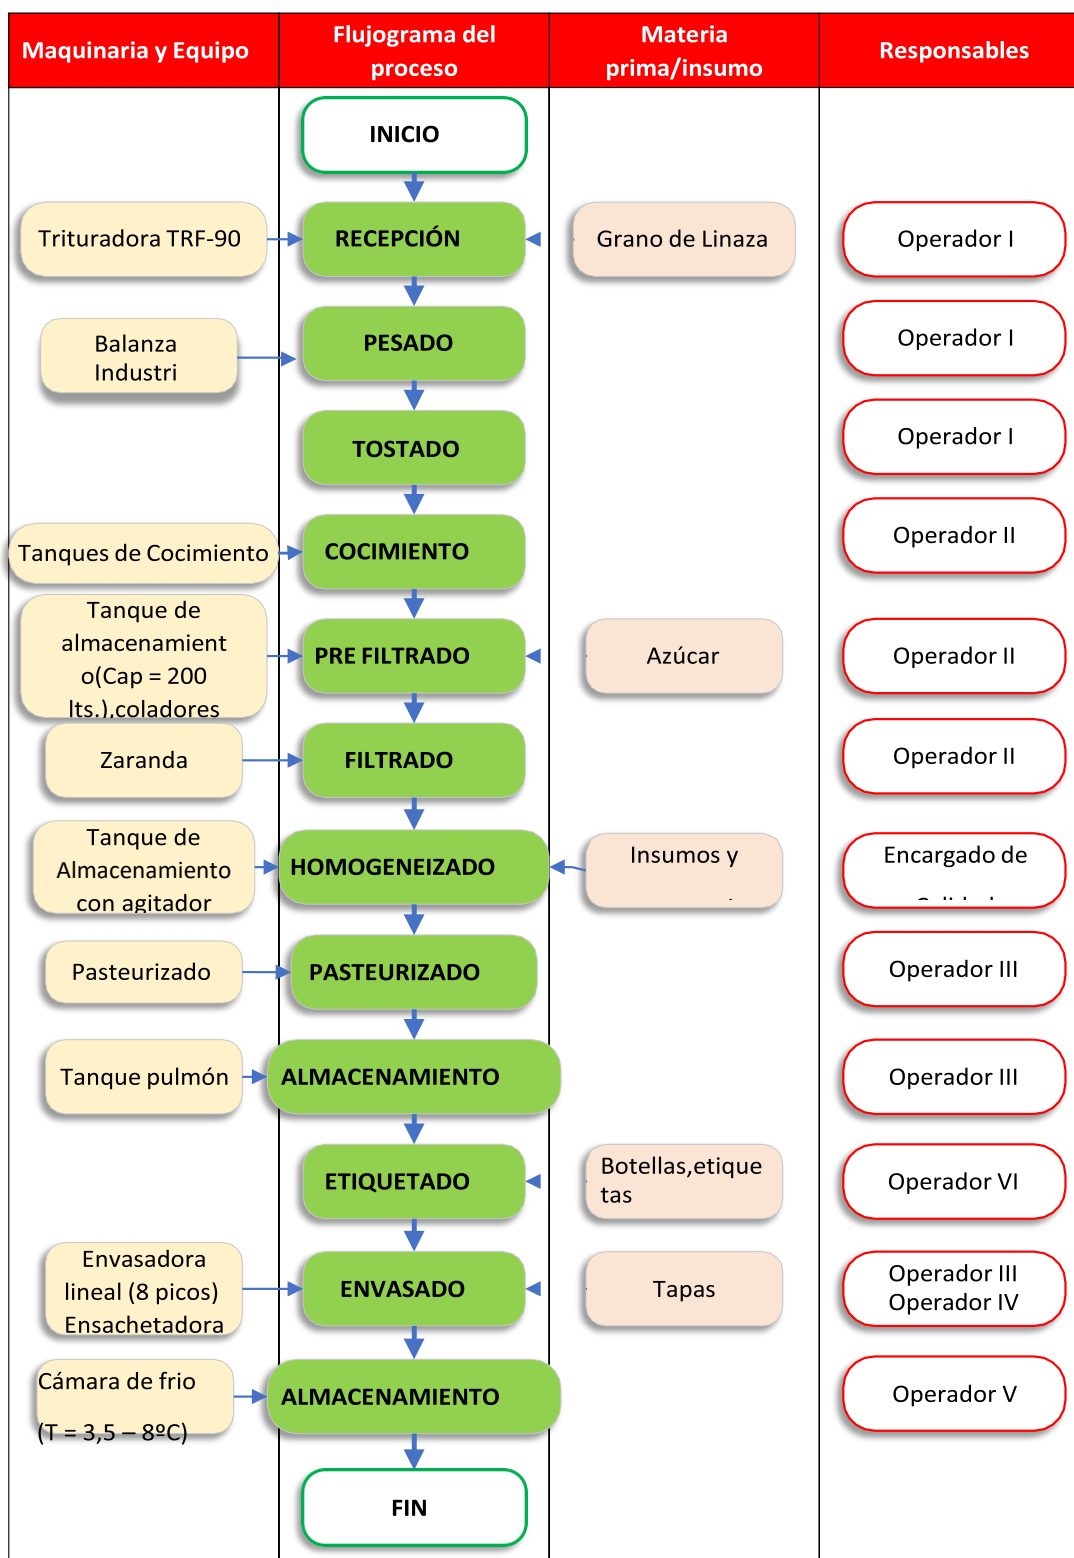 Maquinaria y Equipo
Flujograma del
proceso
Materia
prima/insumo
Responsables
INICIO
Trituradora TRF-90
RECEPCIÓN
Grano de Linaza
Operador I
Balanza
Industri
PESADO
Operador I
TOSTADO
Operador I
Tanques de Cocimiento
COCIMIENTO
Operador II
Tanque de
almacenamient
o(Cap = 200
lts.),coladores
PRE FILTRADO
Azúcar
Operador II
Zaranda
FILTRADO
Operador II
Tanque de
Almacenamiento
con agitador
HOMOGENEIZADO
Insumos y
Encargado de
Pasteurizado
PASTEURIZADO
Operador III
Tanque pulmón
ALMACENAMIENTO
Operador III
ETIQUETADO
Botellas,etique
tas
Operador VI
Envasadora
lineal (8 picos)
Ensachetadora
ENVASADO
Tapas
Operador III
Operador IV
Cámara de frio
(T = 3,5 – 8ºC)
ALMACENAMIENTO
Operador V
FIN